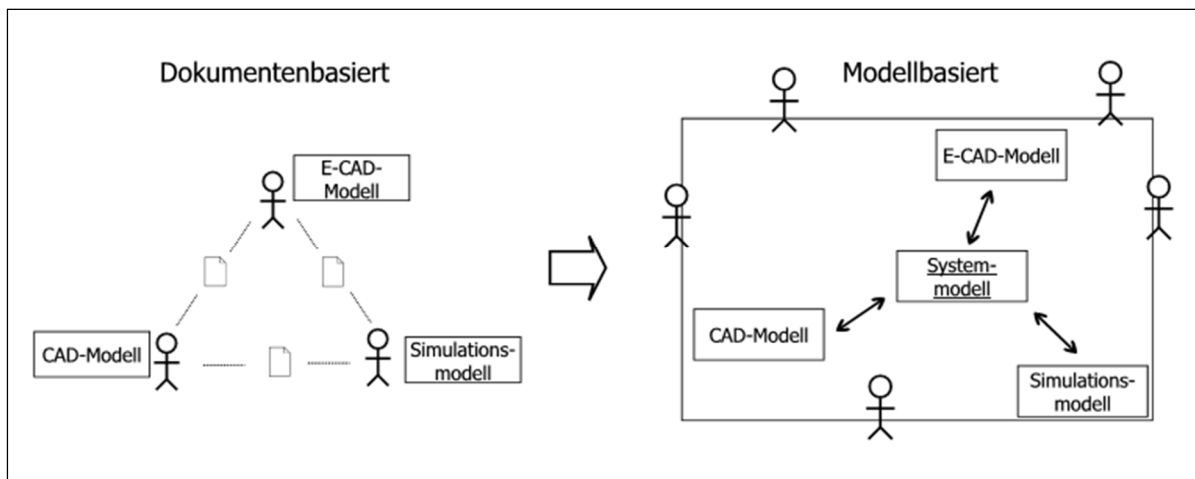 Dokumentenbasiert
E-CAD-
Modell
CAD-Modell
Simulations-
modell
Modellbasiert
E-CAD-Modell
System-
modell
CAD-Modell
Simulations-
modell